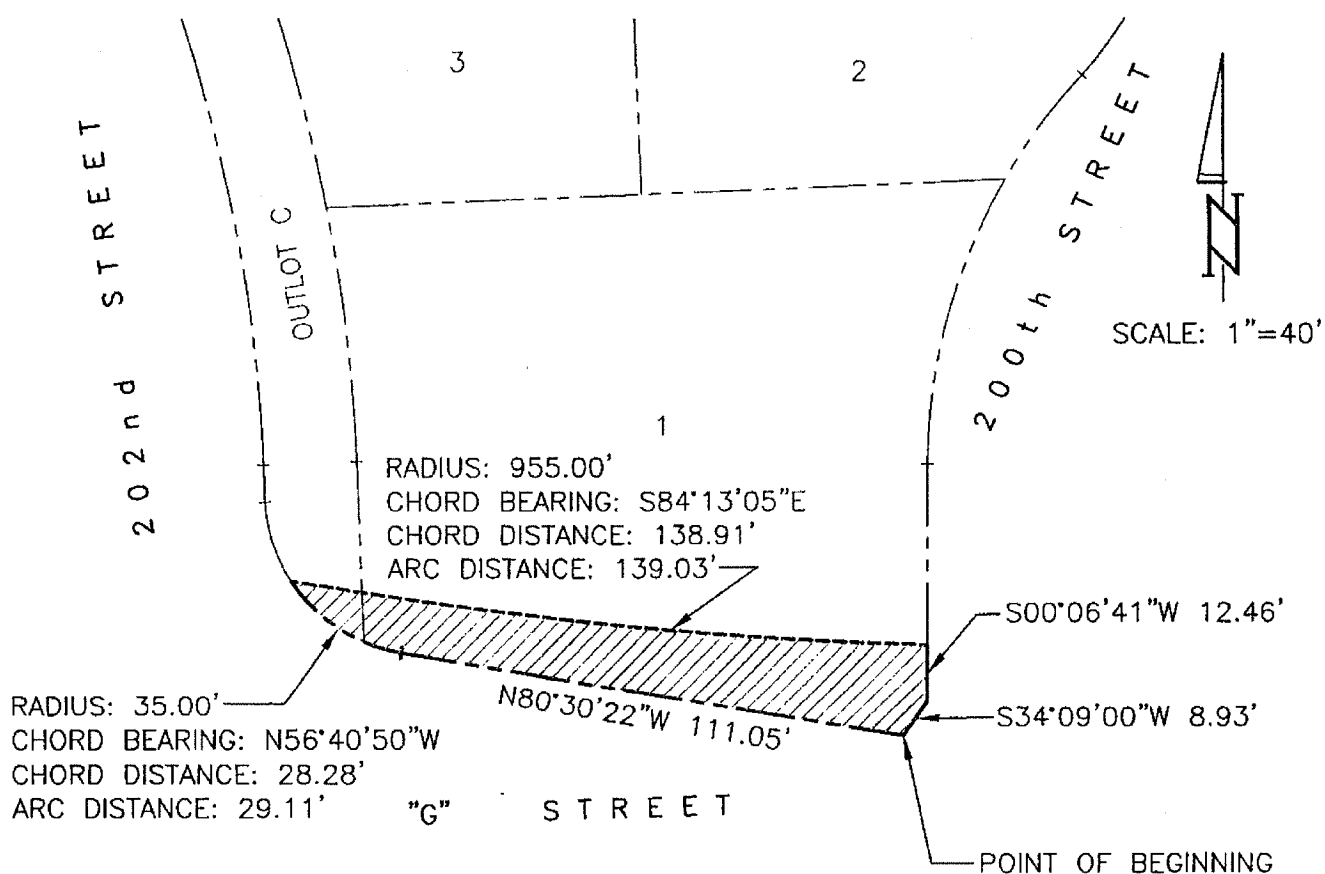 3
2
202nd STREET
OUTLOT C
200th STREET
N
SCALE: 1"=40'
1
RADIUS: 955.00'
CHORD BEARING: S84°13'05"E
CHORD DISTANCE: 138.91'
ARC DISTANCE: 139.03'
S00°06'41"W 12.46'
RADIUS: 35.00'
CHORD BEARING: N56°40'50"W
CHORD DISTANCE: 28.28'
ARC DISTANCE: 29.11'
N80°30'22"W 111.05'
S34°09'00"W 8.93'
"G" STREET
POINT OF BEGINNING